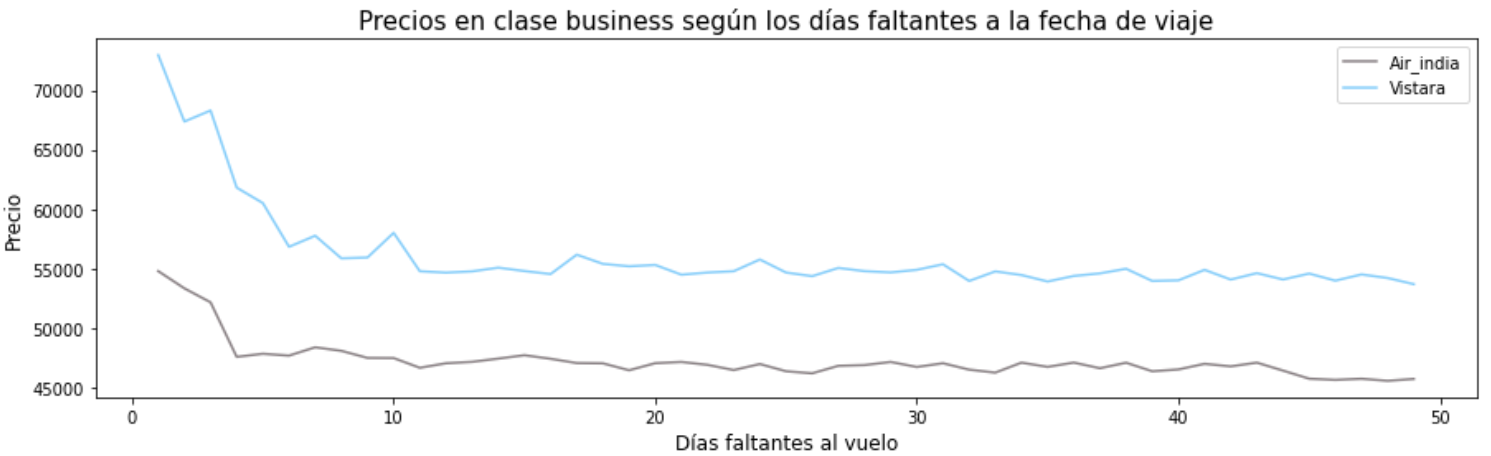 Precios en clase business según los días faltantes a la fecha de viaje
Air_india
Vistara
Precio
70000
65000
60000
55000
50000
45000
0 10 20 30 40 50
Días faltantes al vuelo